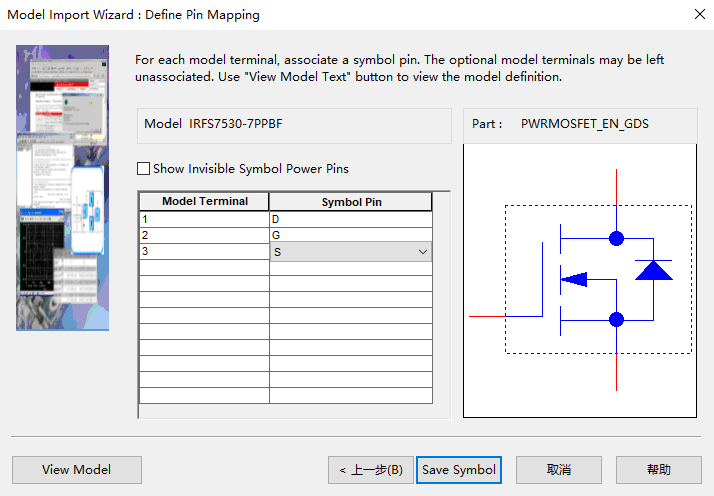 Model Import Wizard : Define Pin Mapping
For each model terminal, associate a symbol pin. The optional model terminals may be left
unassociated. Use "View Model Text" button to view the model definition.
Model IRFS7530-7PPBF
Part : PWRMOSFET_EN_GDS
Show Invisible Symbol Power Pins
Model Terminal Symbol Pin
1 D
2 G
3 S
View Model
< 上一步(B)
Save Symbol
取消
帮助